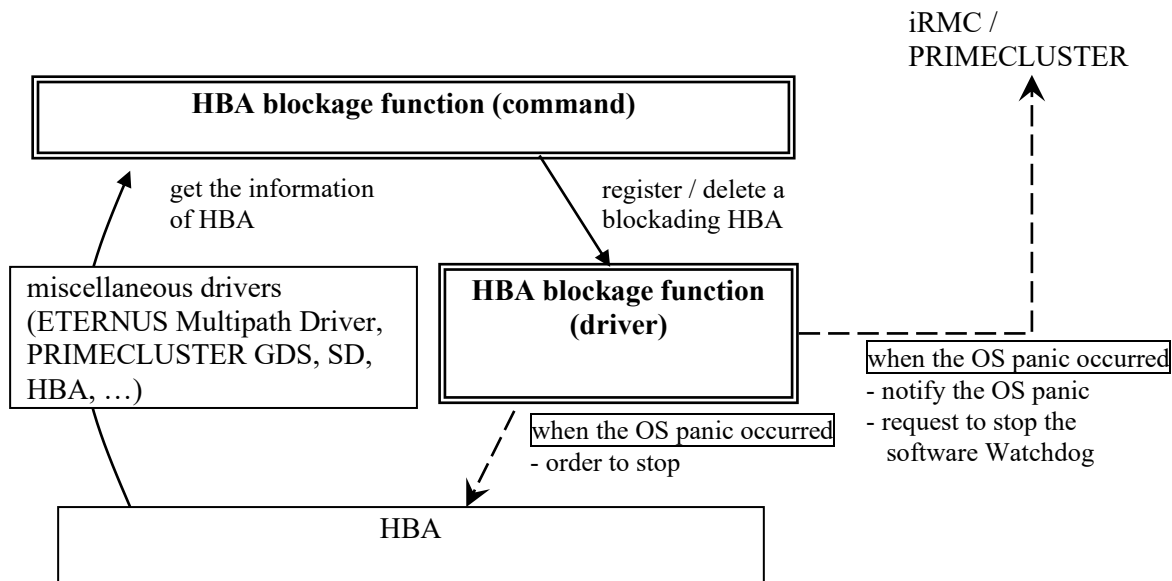 iRMC /
PRIMECLUSTER
HBA blockage function (command)
get the information
of HBA
register / delete a
blockading HBA
miscellaneous drivers
(ETERNUS Multipath Driver,
PRIMECLUSTER GDS, SD,
HBA, …)
HBA blockage function
(driver)
when the OS panic occurred
- notify the OS panic
- request to stop the
software Watchdog
when the OS panic occurred
- order to stop
HBA